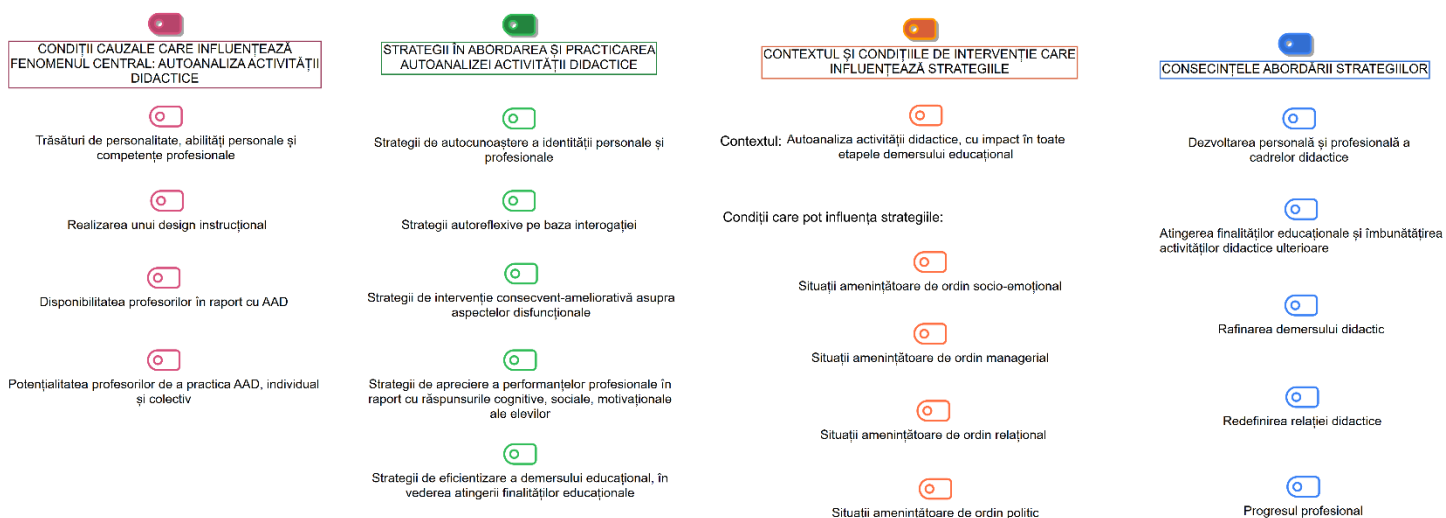 CONDIȚII CAUZALE CARE INFLUENȚEAZĂ
FENOMENUL CENTRAL: AUTOANALIZA ACTIVITĂȚII
DIDACTICE
Trăsături de personalitate, abilități personale și
competențe profesionale
Realizarea unui design instrucțional
Disponibilitatea profesorilor în raport cu AAD
Potențialitatea profesorilor de a practica AAD, individual
și colectiv
STRATEGII ÎN ABORDAREA ȘI PRACTICAREA
AUTOANALIZEI ACTIVITĂȚII DIDACTICE
Strategii de autocunoaștere a identității personale și
profesionale
Strategii autoreflexive pe baza interogației
Strategii de intervenție consecvent-ameliorativă asupra
aspectelor disfuncționale
Strategii de apreciere a performanțelor profesionale în
raport cu răspunsurile cognitive, sociale, motivaționale
ale elevilor
Strategii de eficientizare a demersului educațional, în
vederea atingerii finalităților educaționale
CONTEXTUL ȘI CONDIȚIILE DE INTERVENȚIE CARE
INFLUENȚEAZĂ STRATEGIILE
Contextul: Autoanaliza activității didactice, cu impact în toate
etapele demersului educațional
Condiții care pot influența strategiile:
Situații amenințătoare de ordin socio-emoțional
Situații amenințătoare de ordin managerial
Situații amenințătoare de ordin relațional
Situații amenințătoare de ordin politic
CONSECINȚELE ABORDĂRII STRATEGIILOR
Dezvoltarea personală și profesională a
cadrelor didactice
Atingerea finalităților educaționale și îmbunătățirea
activităților didactice ulterioare
Rafinarea demersului didactic
Redefinirea relației didactice
Progresul profesional